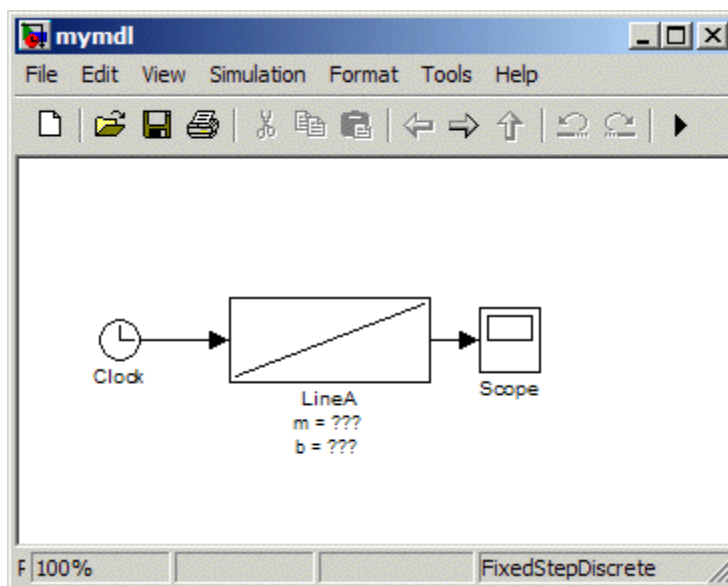 mymdl
File Edit View Simulation Format Tools Help
Clock
LineA
m = ???
b = ???
Scope
F 100% FixedStepDiscrete